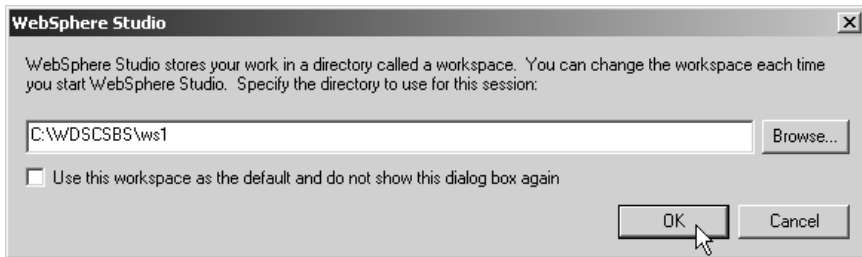 WebSphere Studio
WebSphere Studio stores your work in a directory called a workspace. You can change the workspace each time
you start WebSphere Studio. Specify the directory to use for this session:
C:\WDSCSBS\ws1
Browse...
Use this workspace as the default and do not show this dialog box again
OK
Cancel